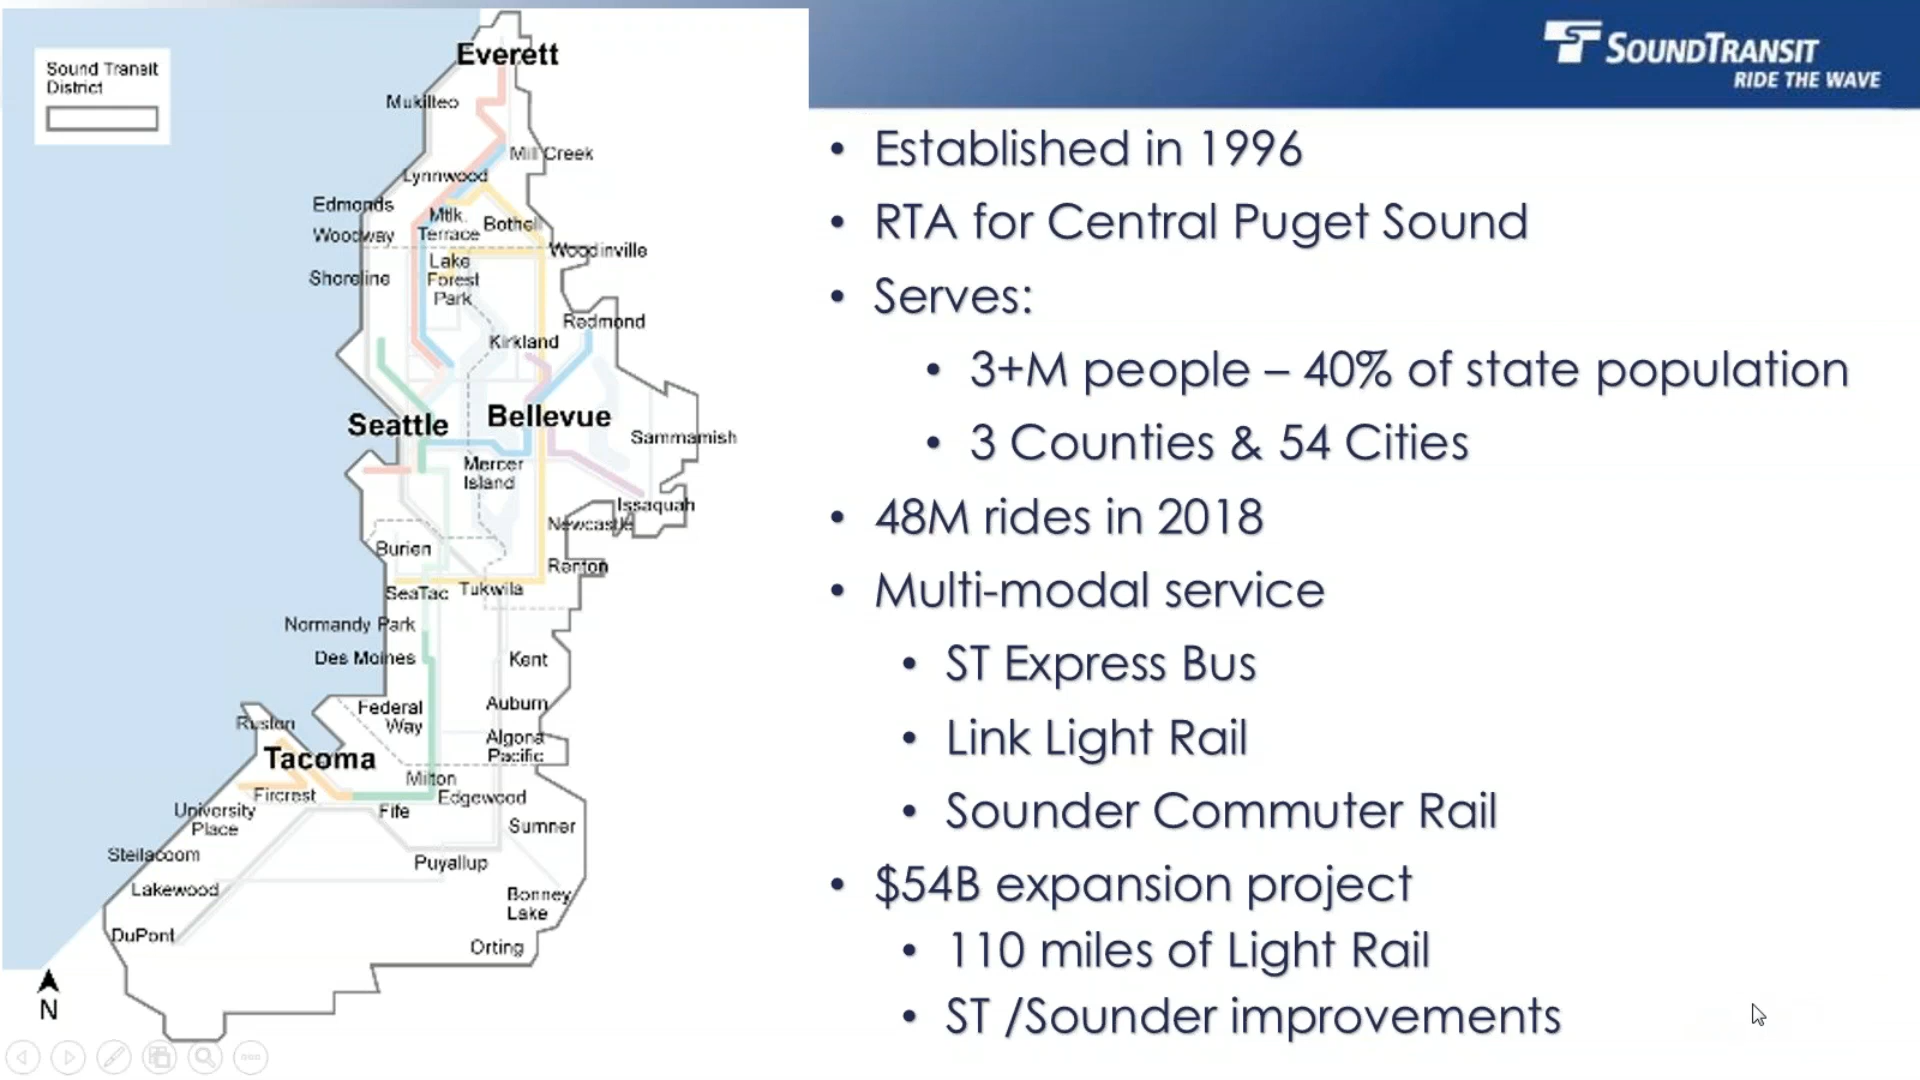 Sound Transit
District
Everett
Mukilteo
Mill Creek
Lynnwood
Edmonds
Mtlk.
Terrace
Bothell
Woodway
Woodinville
Lake
Forest
Park
Shoreline
Redmond
Kirkland
Seattle
Bellevue
Sammamish
Mercer
Island
Issaquah
Newcastle
Burien
Renton
SeaTac
Tukwila
Normandy Park
Des Moines
Kent
Federal
Way
Auburn
Ruston
Algona
Pacific
Tacoma
Milton
Fircrest
Edgewood
University
Place
Fife
Sumner
Steilacoom
Puyallup
Lakewood
Bonney
Lake
DuPont
Orting
N
SOUNDTRANSIT
RIDE THE WAVE
• Established in 1996
• RTA for Central Puget Sound
• Serves:
• 3+M people – 40% of state population
• 3 Counties & 54 Cities
• 48M rides in 2018
• Multi-modal service
• ST Express Bus
• Link Light Rail
• Sounder Commuter Rail
• $54B expansion project
• 110 miles of Light Rail
• ST /Sounder improvements